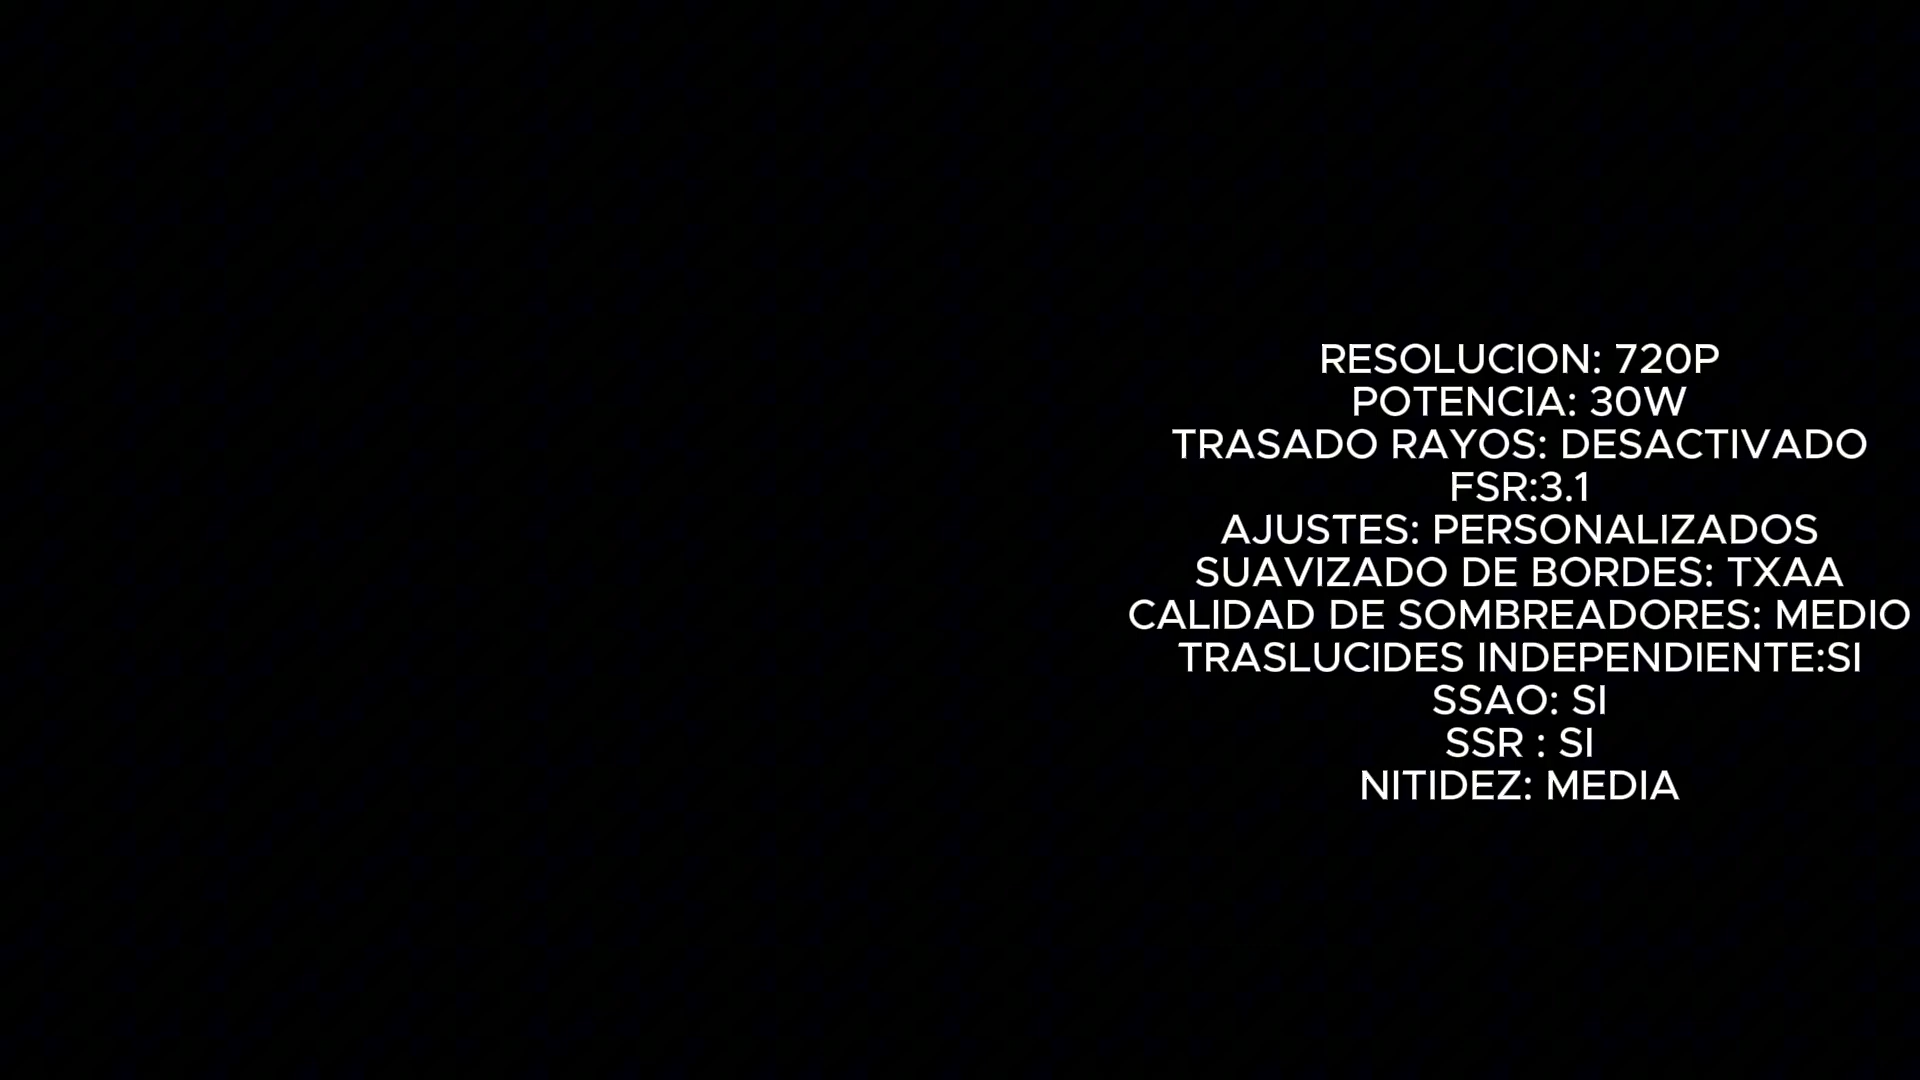 RESOLUCION: 720P
POTENCIA: 30W
TRASADO RAYOS: DESACTIVADO
FSR:3.1
AJUSTES: PERSONALIZADOS
SUAVIZADO DE BORDES: TXAA
CALIDAD DE SOMBREADORES: MEDIO
TRASLUCIDES INDEPENDIENTE:SI
SSAO: SI
SSR : SI
NITIDEZ: MEDIA